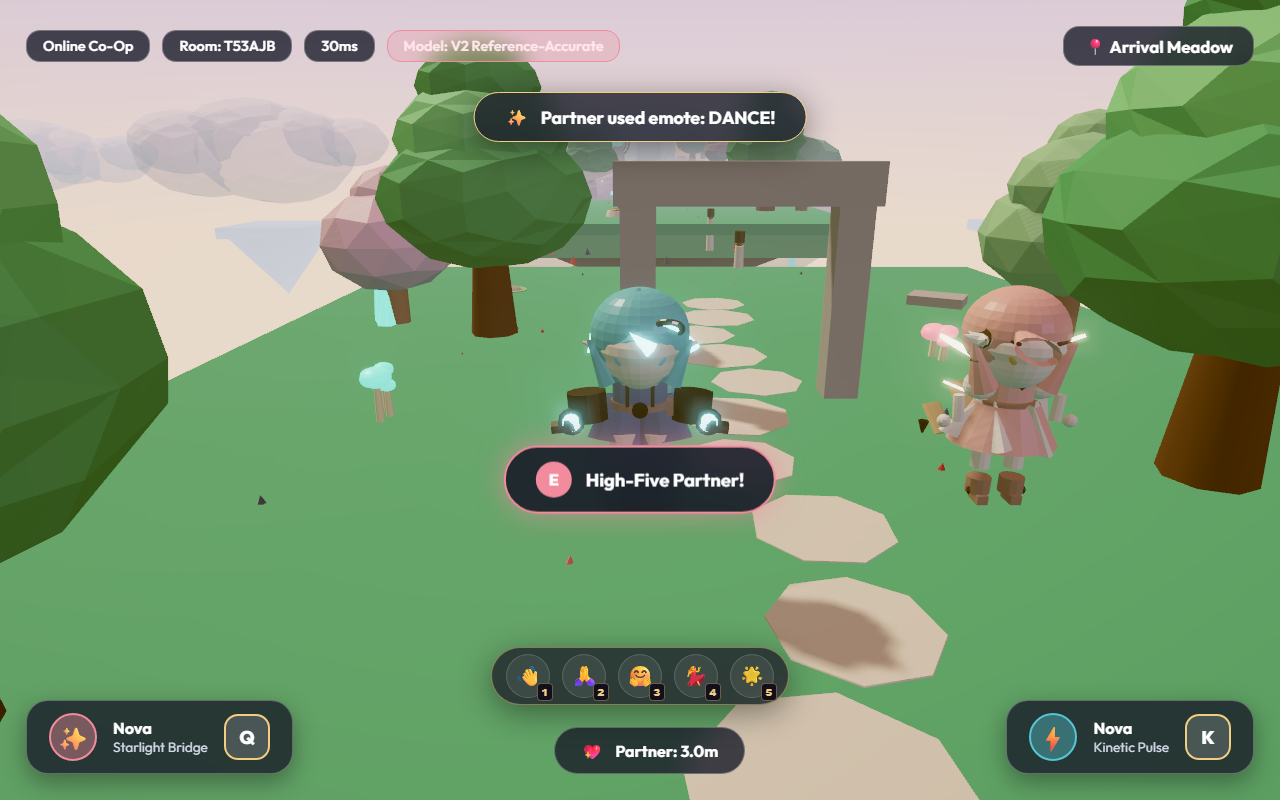 Online Co-Op
Room: T53AJB
30ms
Model: V2 Reference-Accurate
Arrival Meadow
Partner used emote: DANCE!
E
High-Five Partner!
1
2
3
4
5
Nova
Starlight Bridge
Q
Partner: 3.0m
Nova
Kinetic Pulse
K